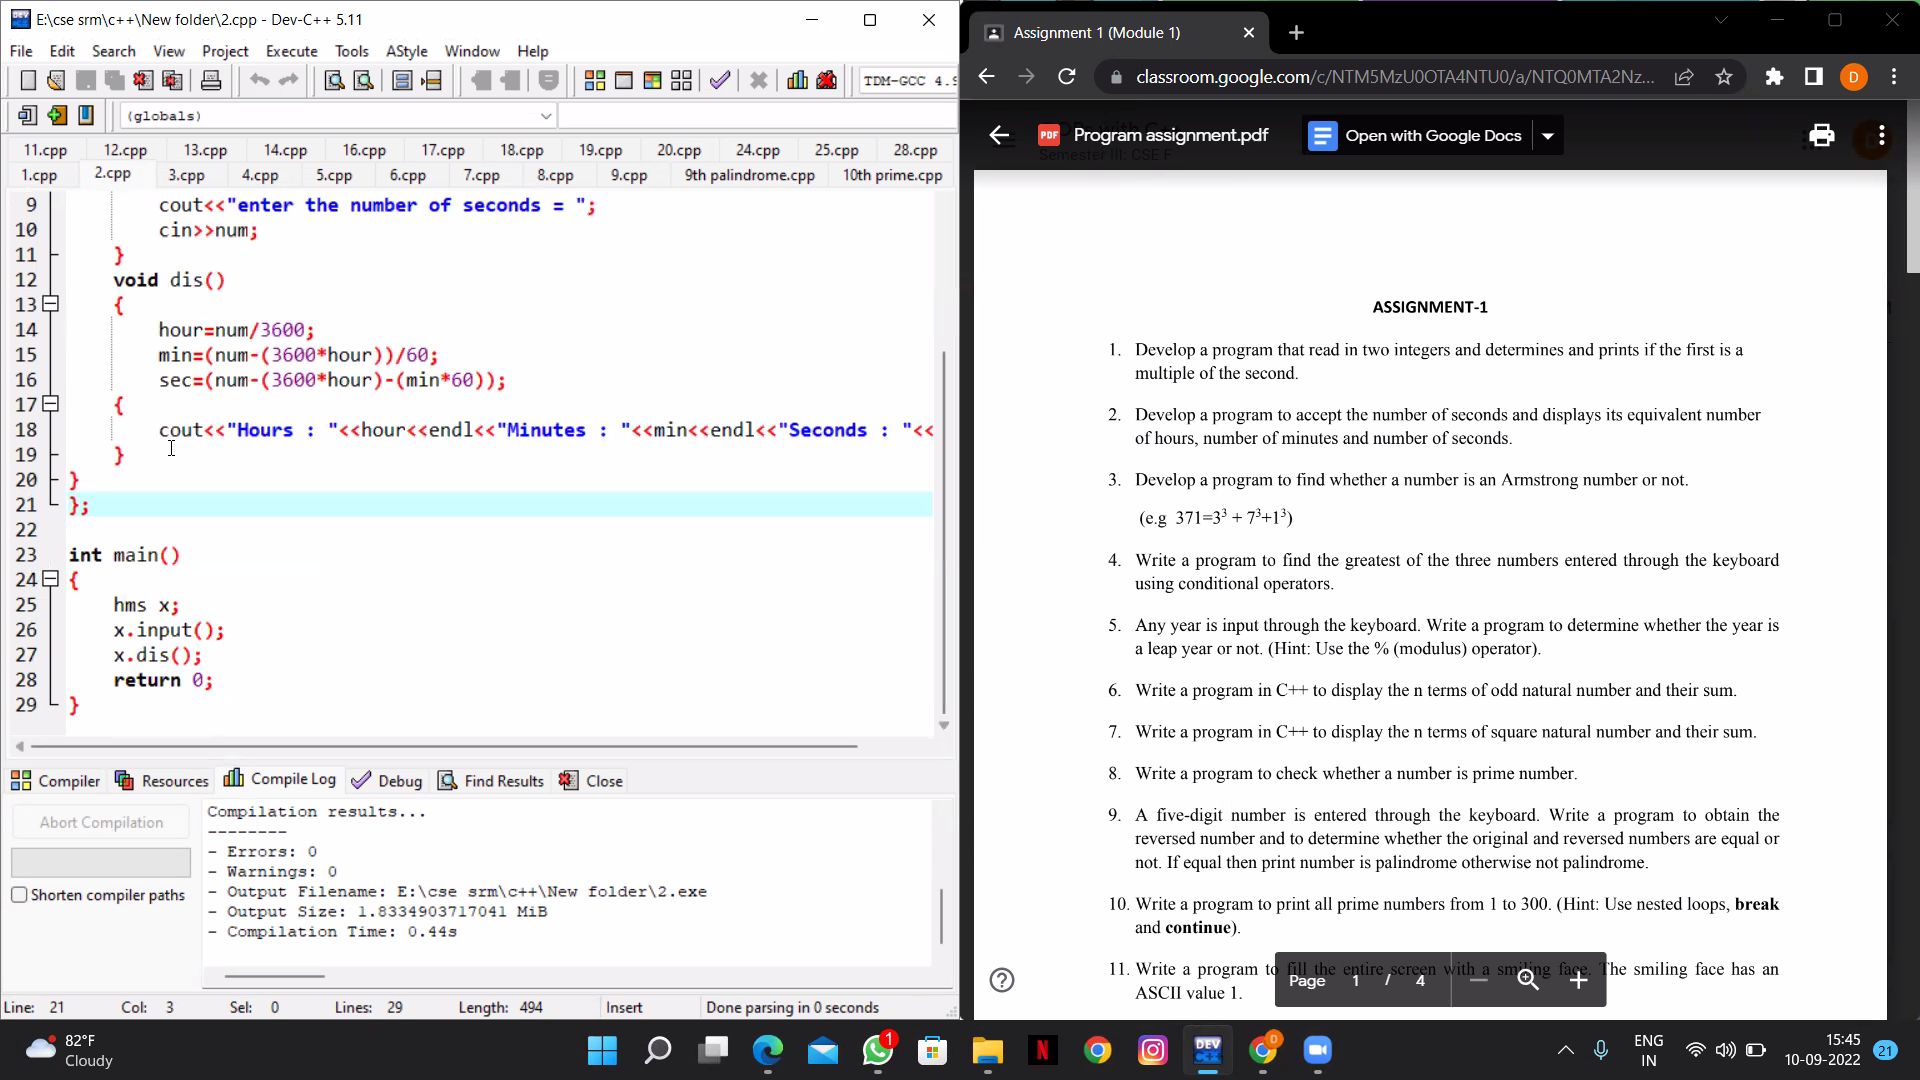 E:\cse srm\c++\New folder\2.cpp - Dev-C++ 5.11
File Edit Search View Project Execute Tools AStyle Window Help
TDM-GCC 4.9
(globals)
11.cpp 12.cpp 13.cpp 14.cpp 16.cpp 17.cpp 18.cpp 19.cpp 20.cpp 24.cpp 25.cpp 28.cpp
1.cpp 2.cpp 3.cpp 4.cpp 5.cpp 6.cpp 7.cpp 8.cpp 9.cpp 9th palindrome.cpp 10th prime.cpp
9 cout<<"enter the number of seconds = ";
10 cin>>num;
11 }
12 void dis()
13 {
14 hour=num/3600;
15 min=(num-(3600*hour))/60;
16 sec=(num-(3600*hour)-(min*60));
17 {
18 cout<<"Hours : "<<hour<<endl<<"Minutes : "<<min<<endl<<"Seconds : "<<
19 }
20 }
21 };
22
23 int main()
24 {
25 hms x;
26 x.input();
27 x.dis();
28 return 0;
29 }
Compiler Resources Compile Log Debug Find Results Close
Abort Compilation
Shorten compiler paths
Compilation results...
--------
- Errors: 0
- Warnings: 0
- Output Filename: E:\cse srm\c++\New folder\2.exe
- Output Size: 1.8334903717041 MiB
- Compilation Time: 0.44s
Line: 21 Col: 3 Sel: 0 Lines: 29 Length: 494 Insert Done parsing in 0 seconds
Assignment 1 (Module 1)
classroom.google.com/c/NTM5MzU0OTA4NTU0/a/NTQ0MTA2Nz...
D
PDF Program assignment.pdf Open with Google Docs
Semester III: CSE F
ASSIGNMENT-1
1. Develop a program that read in two integers and determines and prints if the first is a
multiple of the second.
2. Develop a program to accept the number of seconds and displays its equivalent number
of hours, number of minutes and number of seconds.
3. Develop a program to find whether a number is an Armstrong number or not.
(e.g 371=3³ + 7³+1³)
4. Write a program to find the greatest of the three numbers entered through the keyboard
using conditional operators.
5. Any year is input through the keyboard. Write a program to determine whether the year is
a leap year or not. (Hint: Use the % (modulus) operator).
6. Write a program in C++ to display the n terms of odd natural number and their sum.
7. Write a program in C++ to display the n terms of square natural number and their sum.
8. Write a program to check whether a number is prime number.
9. A five-digit number is entered through the keyboard. Write a program to obtain the
reversed number and to determine whether the original and reversed numbers are equal or
not. If equal then print number is palindrome otherwise not palindrome.
10. Write a program to print all prime numbers from 1 to 300. (Hint: Use nested loops, break
and continue).
11. Write a program to fill the entire screen with a smiling face. The smiling face has an
ASCII value 1.
Page 1 / 4
82°F
Cloudy
1
DEV
D
ENG
IN
15:45
10-09-2022
21